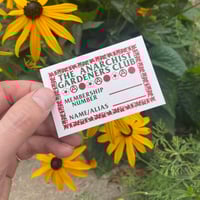 THE ANARCHIST
GARDENERS CLUB
MEMBERSHIP
NUMBER
NAME/ALIAS